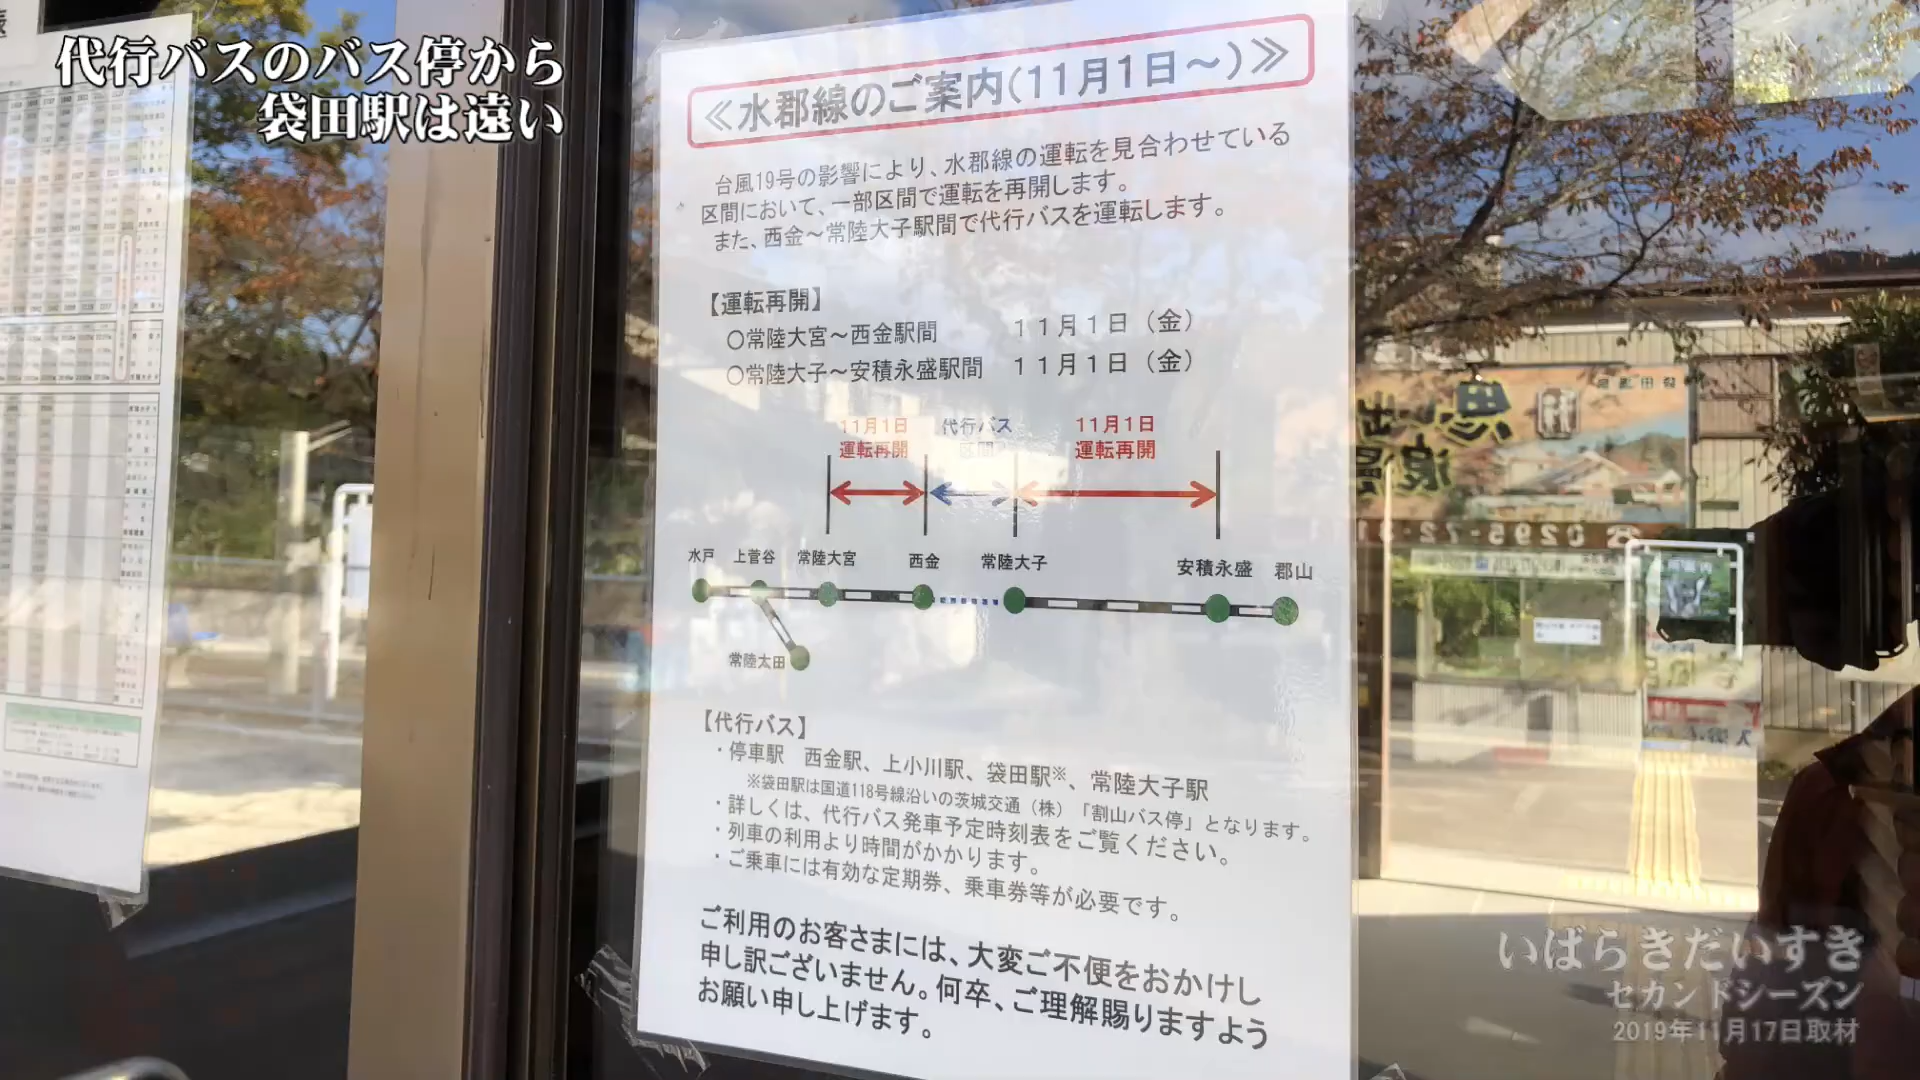 代行バスのバス停から
袋田駅は遠い
≪水郡線のご案内(11月1日～)≫
台風19号の影響により、水郡線の運転を見合わせている
区間において、一部区間で運転を再開します。
また、西金～常陸大子駅間で代行バスを運転します。
【運転再開】
○常陸大宮～西金駅間 11月1日（金）
○常陸大子～安積永盛駅間 11月1日（金）
11月1日 代行バス 11月1日
運転再開 区間 運転再開
水戸 上菅谷 常陸大宮 西金 常陸大子 安積永盛 郡山
常陸太田
【代行バス】
・停車駅 西金駅、上小川駅、袋田駅※、常陸大子駅
※袋田駅は国道118号線沿いの茨城交通（株）「割山バス停」となります。
・詳しくは、代行バス発車予定時刻表をご覧ください。
・列車の利用より時間がかかります。
・ご乗車には有効な定期券、乗車券等が必要です。
ご利用のお客さまには、大変ご不便をおかけし
申し訳ございません。何卒、ご理解賜りますよう
お願い申し上げます。
いばらきだいすき
セカンドシーズン
2019年11月17日取材